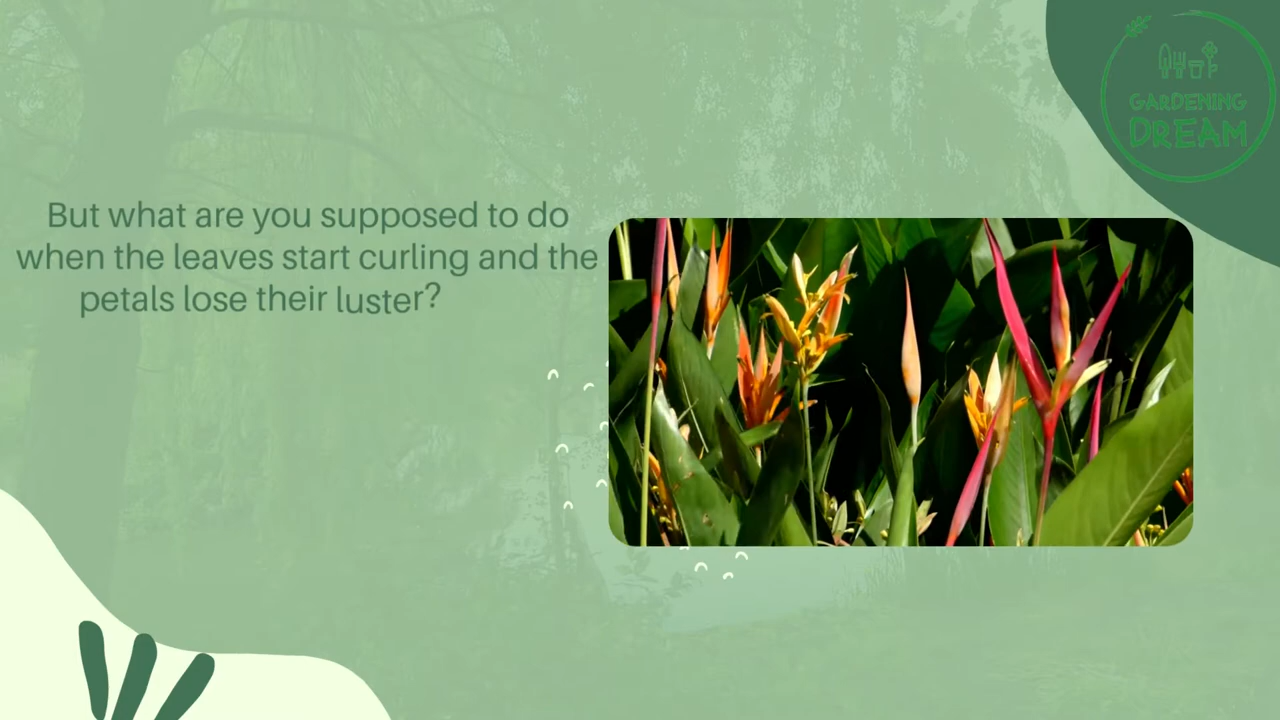 GARDENING
DREAM
But what are you supposed to do
when the leaves start curling and the
petals lose their luster?